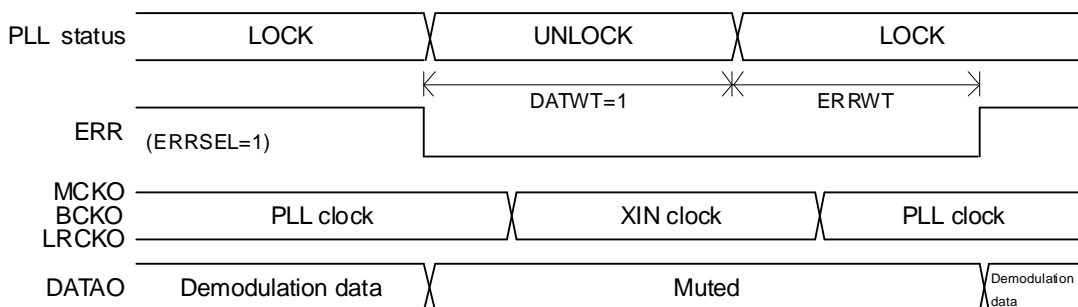 PLL status LOCK UNLOCK LOCK
DATWT=1 ERRWT
ERR (ERRSEL=1)
MCKO
BCKO PLL clock XIN clock PLL clock
LRCKO
DATAO Demodulation data Muted Demodulation
data